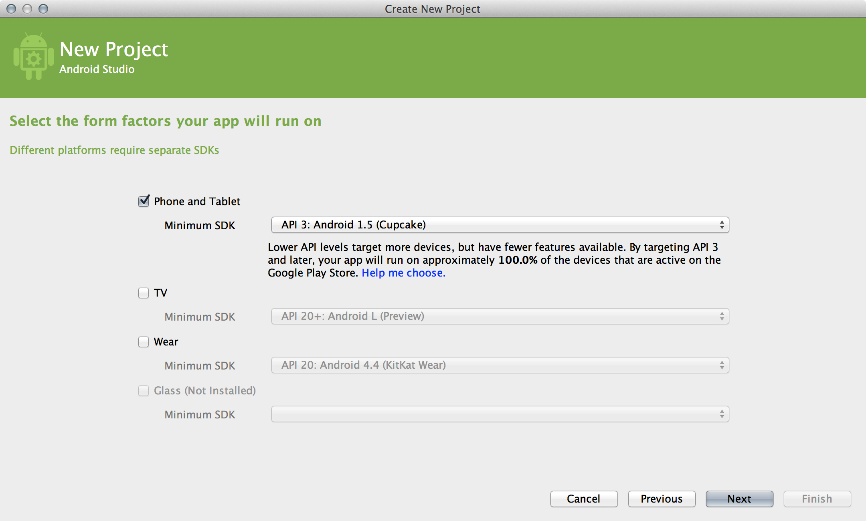 Create New Project
New Project
Android Studio
Select the form factors your app will run on
Different platforms require separate SDKs
Phone and Tablet
Minimum SDK
API 3: Android 1.5 (Cupcake)
Lower API levels target more devices, but have fewer features available. By targeting API 3
and later, your app will run on approximately 100.0% of the devices that are active on the
Google Play Store. Help me choose.
TV
Minimum SDK
API 20+: Android L (Preview)
Wear
Minimum SDK
API 20: Android 4.4 (KitKat Wear)
Glass (Not Installed)
Minimum SDK
Cancel
Previous
Next
Finish